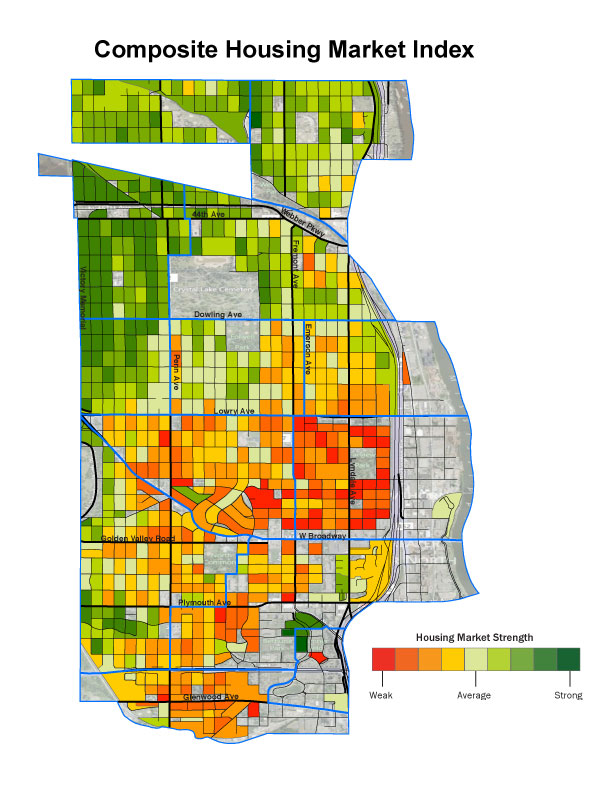 Composite Housing Market Index
44th Ave
Webber Pkwy
Fremont Ave
Victory Memorial
Crystal Lake Cemetery
Dowling Ave
Emerson Ave
Penn Ave
Lowry Ave
Lyndale Ave
Golden Valley Road
W Broadway
Plymouth Ave
Glenwood Ave
Housing Market Strength
Weak
Average
Strong